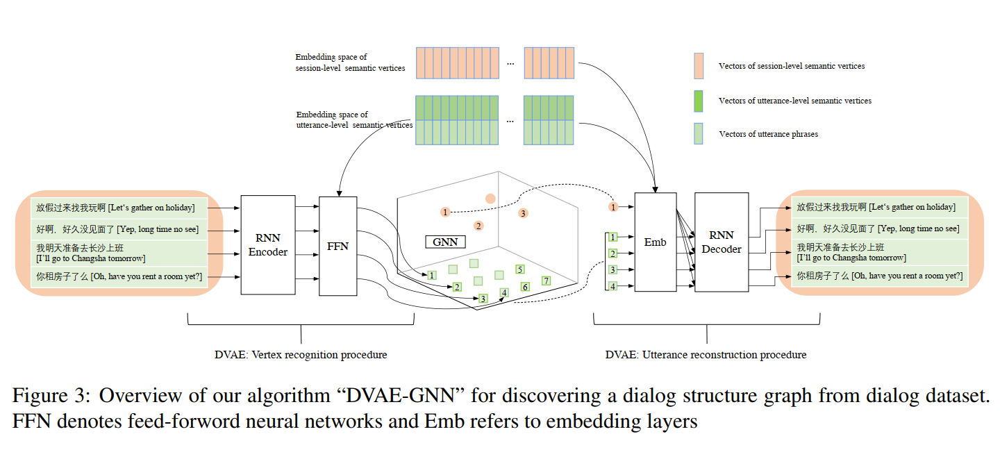 Embedding space of
session-level semantic vertices
...
Vectors of session-level semantic vertices
Embedding space of
utterance-level semantic vertices
...
Vectors of utterance-level semantic vertices
Vectors of utterance phrases
放假过来找我玩啊 [Let‘s gather on holiday]
好啊，好久没见面了 [Yep, long time no see]
我明天准备去长沙上班
[I’ll go to Changsha tomorrow]
你租房子了么 [Oh, have you rent a room yet?]
RNN
Encoder
FFN
1
2
3
GNN
1
2
3
4
5
6
7
1
1
2
3
4
Emb
RNN
Decoder
放假过来找我玩啊 [Let‘s gather on holiday]
好啊，好久没见面了 [Yep, long time no see]
我明天准备去长沙上班
[I’ll go to Changsha tomorrow]
你租房子了么 [Oh, have you rent a room yet?]
DVAE: Vertex recognition procedure
DVAE: Utterance reconstruction procedure
Figure 3: Overview of our algorithm “DVAE-GNN” for discovering a dialog structure graph from dialog dataset.
FFN denotes feed-forword neural networks and Emb refers to embedding layers